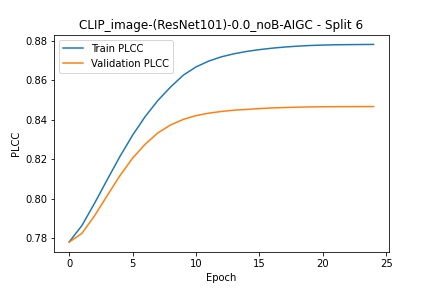 CLIP_image-(ResNet101)-0.0_noB-AIGC - Split 6
Train PLCC
Validation PLCC
PLCC
0.88
0.86
0.84
0.82
0.80
0.78
0
5
10
15
20
25
Epoch